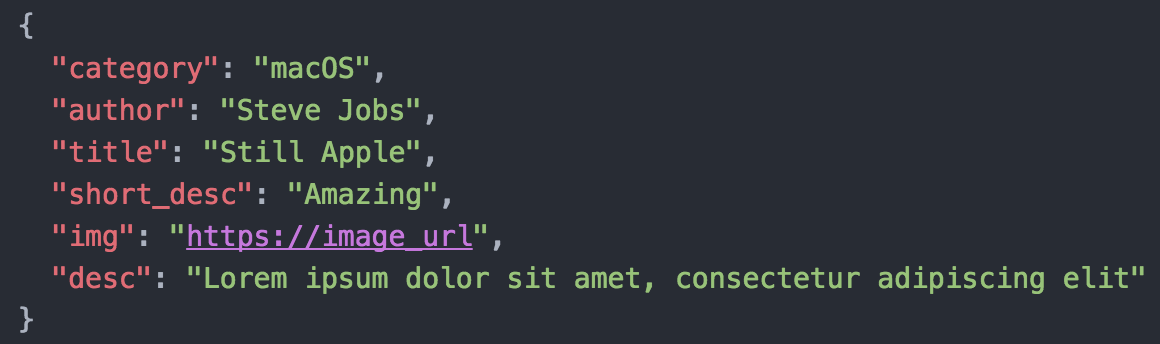 {
"category": "macOS",
"author": "Steve Jobs",
"title": "Still Apple",
"short_desc": "Amazing",
"img": "https://image_url",
"desc": "Lorem ipsum dolor sit amet, consectetur adipiscing elit"
}